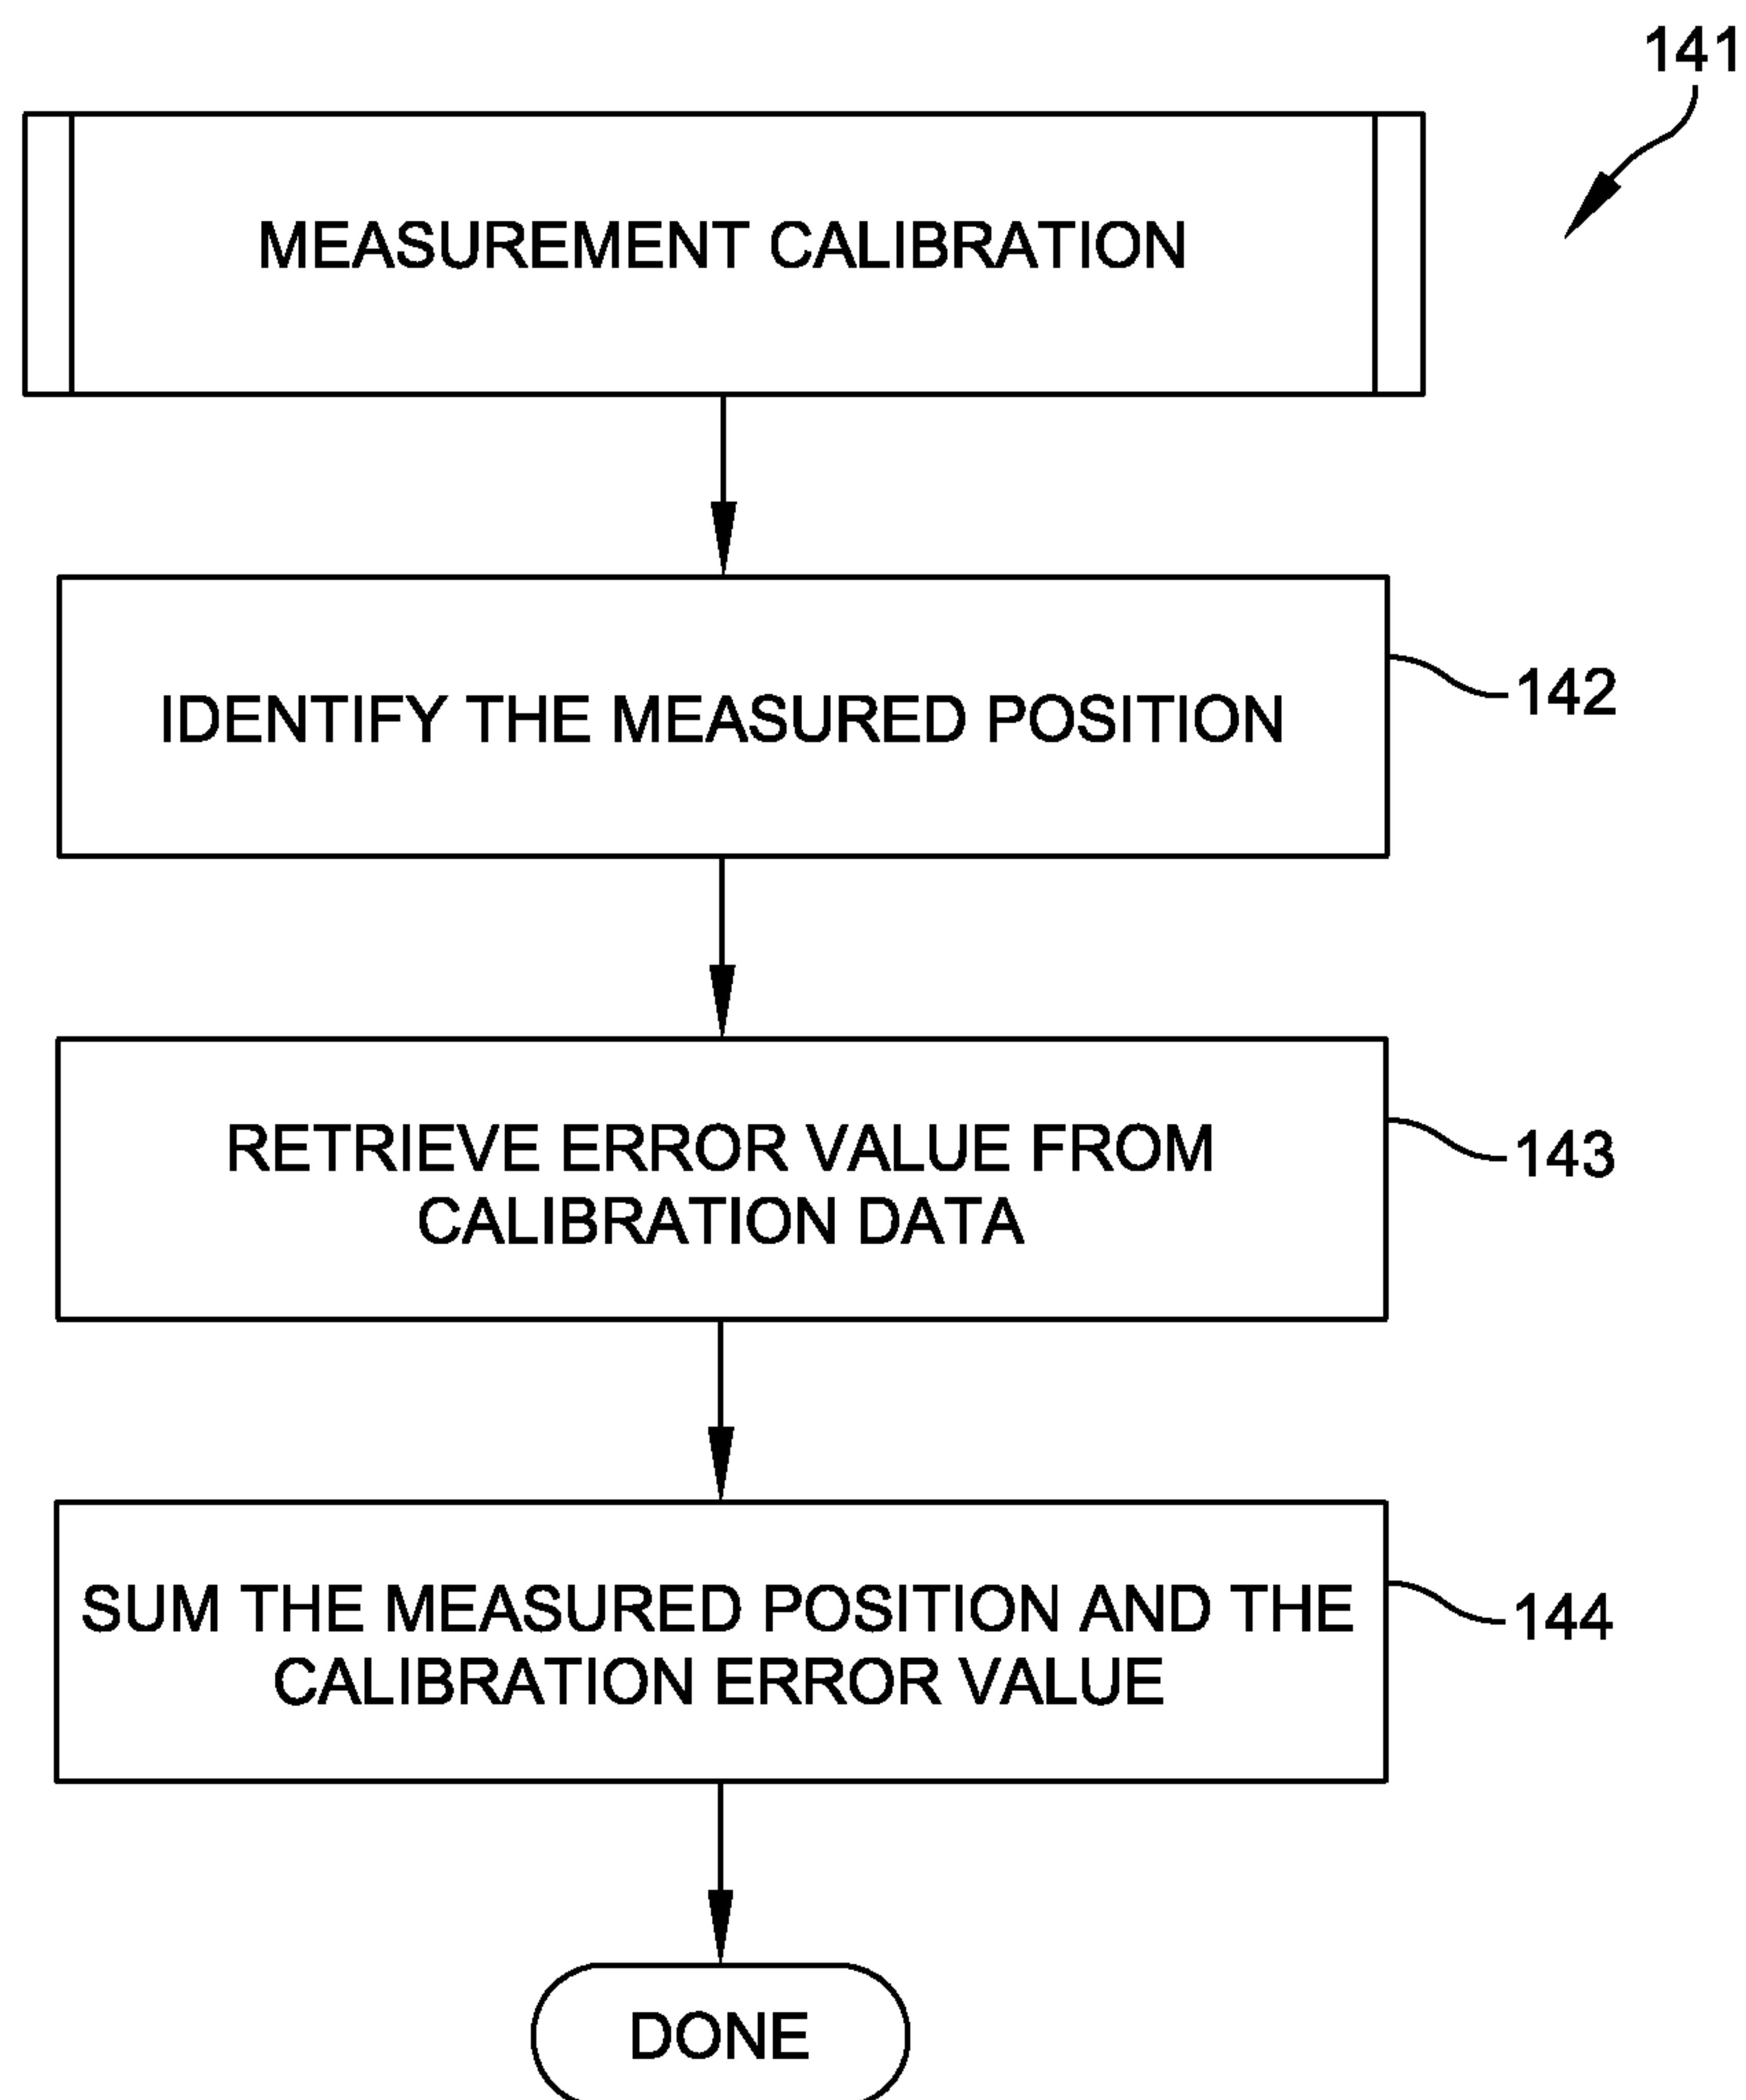 141
MEASUREMENT CALIBRATION
IDENTIFY THE MEASURED POSITION
142
RETRIEVE ERROR VALUE FROM
CALIBRATION DATA
143
SUM THE MEASURED POSITION AND THE
CALIBRATION ERROR VALUE
144
DONE